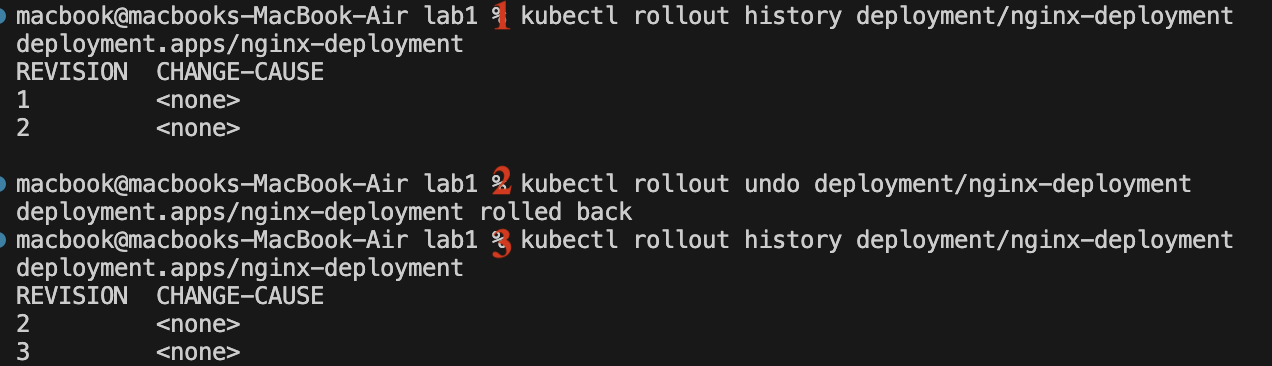 macbook@macbooks-MacBook-Air lab1 % 1 kubectl rollout history deployment/nginx-deployment
deployment.apps/nginx-deployment
REVISION  CHANGE-CAUSE
1         <none>
2         <none>
macbook@macbooks-MacBook-Air lab1 % 2 kubectl rollout undo deployment/nginx-deployment
deployment.apps/nginx-deployment rolled back
macbook@macbooks-MacBook-Air lab1 % 3 kubectl rollout history deployment/nginx-deployment
deployment.apps/nginx-deployment
REVISION  CHANGE-CAUSE
2         <none>
3         <none>